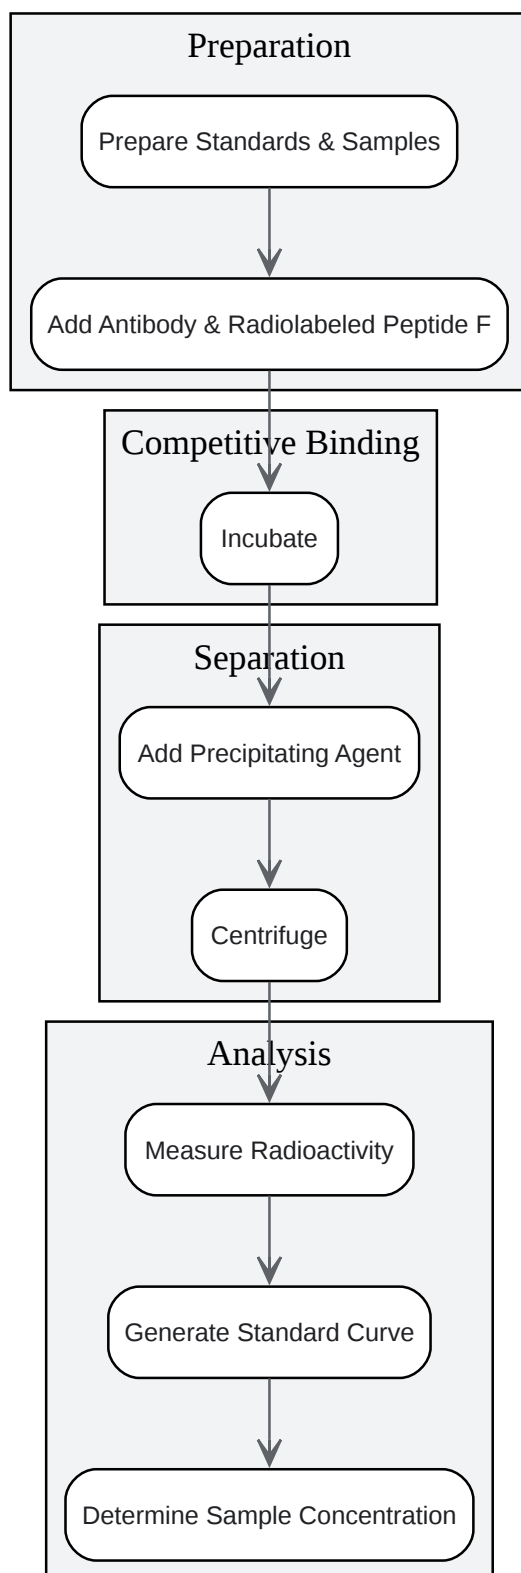 Preparation
Prepare Standards & Samples
Add Antibody & Radiolabeled Peptide F
Competitive Binding
Incubate
Separation
Add Precipitating Agent
Centrifuge
Analysis
Measure Radioactivity
Generate Standard Curve
Determine Sample Concentration